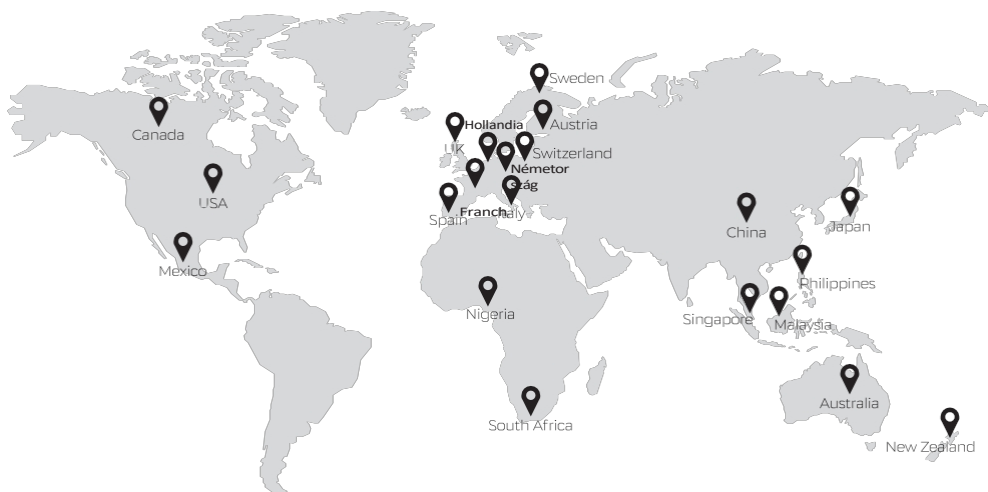 Sweden
Hollandia
Austria
Canada
UK
Switzerland
Németor
szág
USA
Spain
Franch
Italy
China
Japan
Mexico
Philippines
Nigeria
Singapore
Malaysia
Australia
South Africa
New Zealand